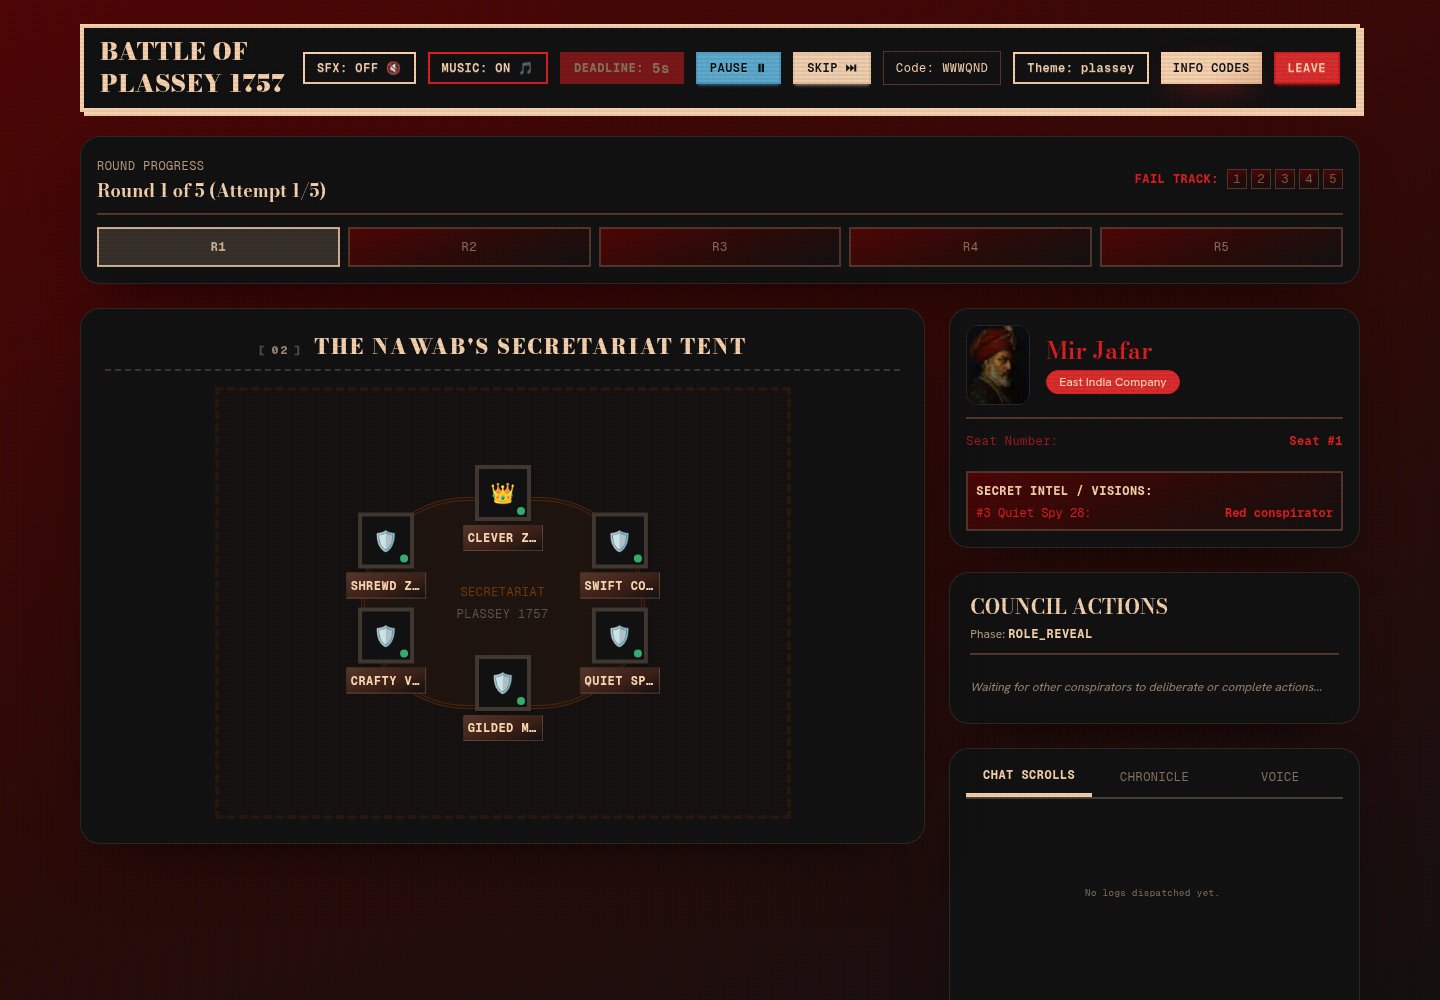 BATTLE OF
PLASSEY 1757
SFX: OFF 🔇
MUSIC: ON 🎵
DEADLINE: 5s
PAUSE ⏸
SKIP ⏭
Code: WWWQND
Theme: plassey
INFO CODES
LEAVE
ROUND PROGRESS
Round 1 of 5 (Attempt 1/5)
FAIL TRACK: 1 2 3 4 5
R1 R2 R3 R4 R5
[ 02 ] THE NAWAB'S SECRETARIAT TENT
CLEVER Z…
SHREWD Z…
SWIFT CO…
SECRETARIAT
PLASSEY 1757
CRAFTY V…
QUIET SP…
GILDED M…
Mir Jafar
East India Company
Seat Number: Seat #1
SECRET INTEL / VISIONS:
#3 Quiet Spy 28: Red conspirator
COUNCIL ACTIONS
Phase: ROLE_REVEAL
Waiting for other conspirators to deliberate or complete actions...
CHAT SCROLLS CHRONICLE VOICE
No logs dispatched yet.